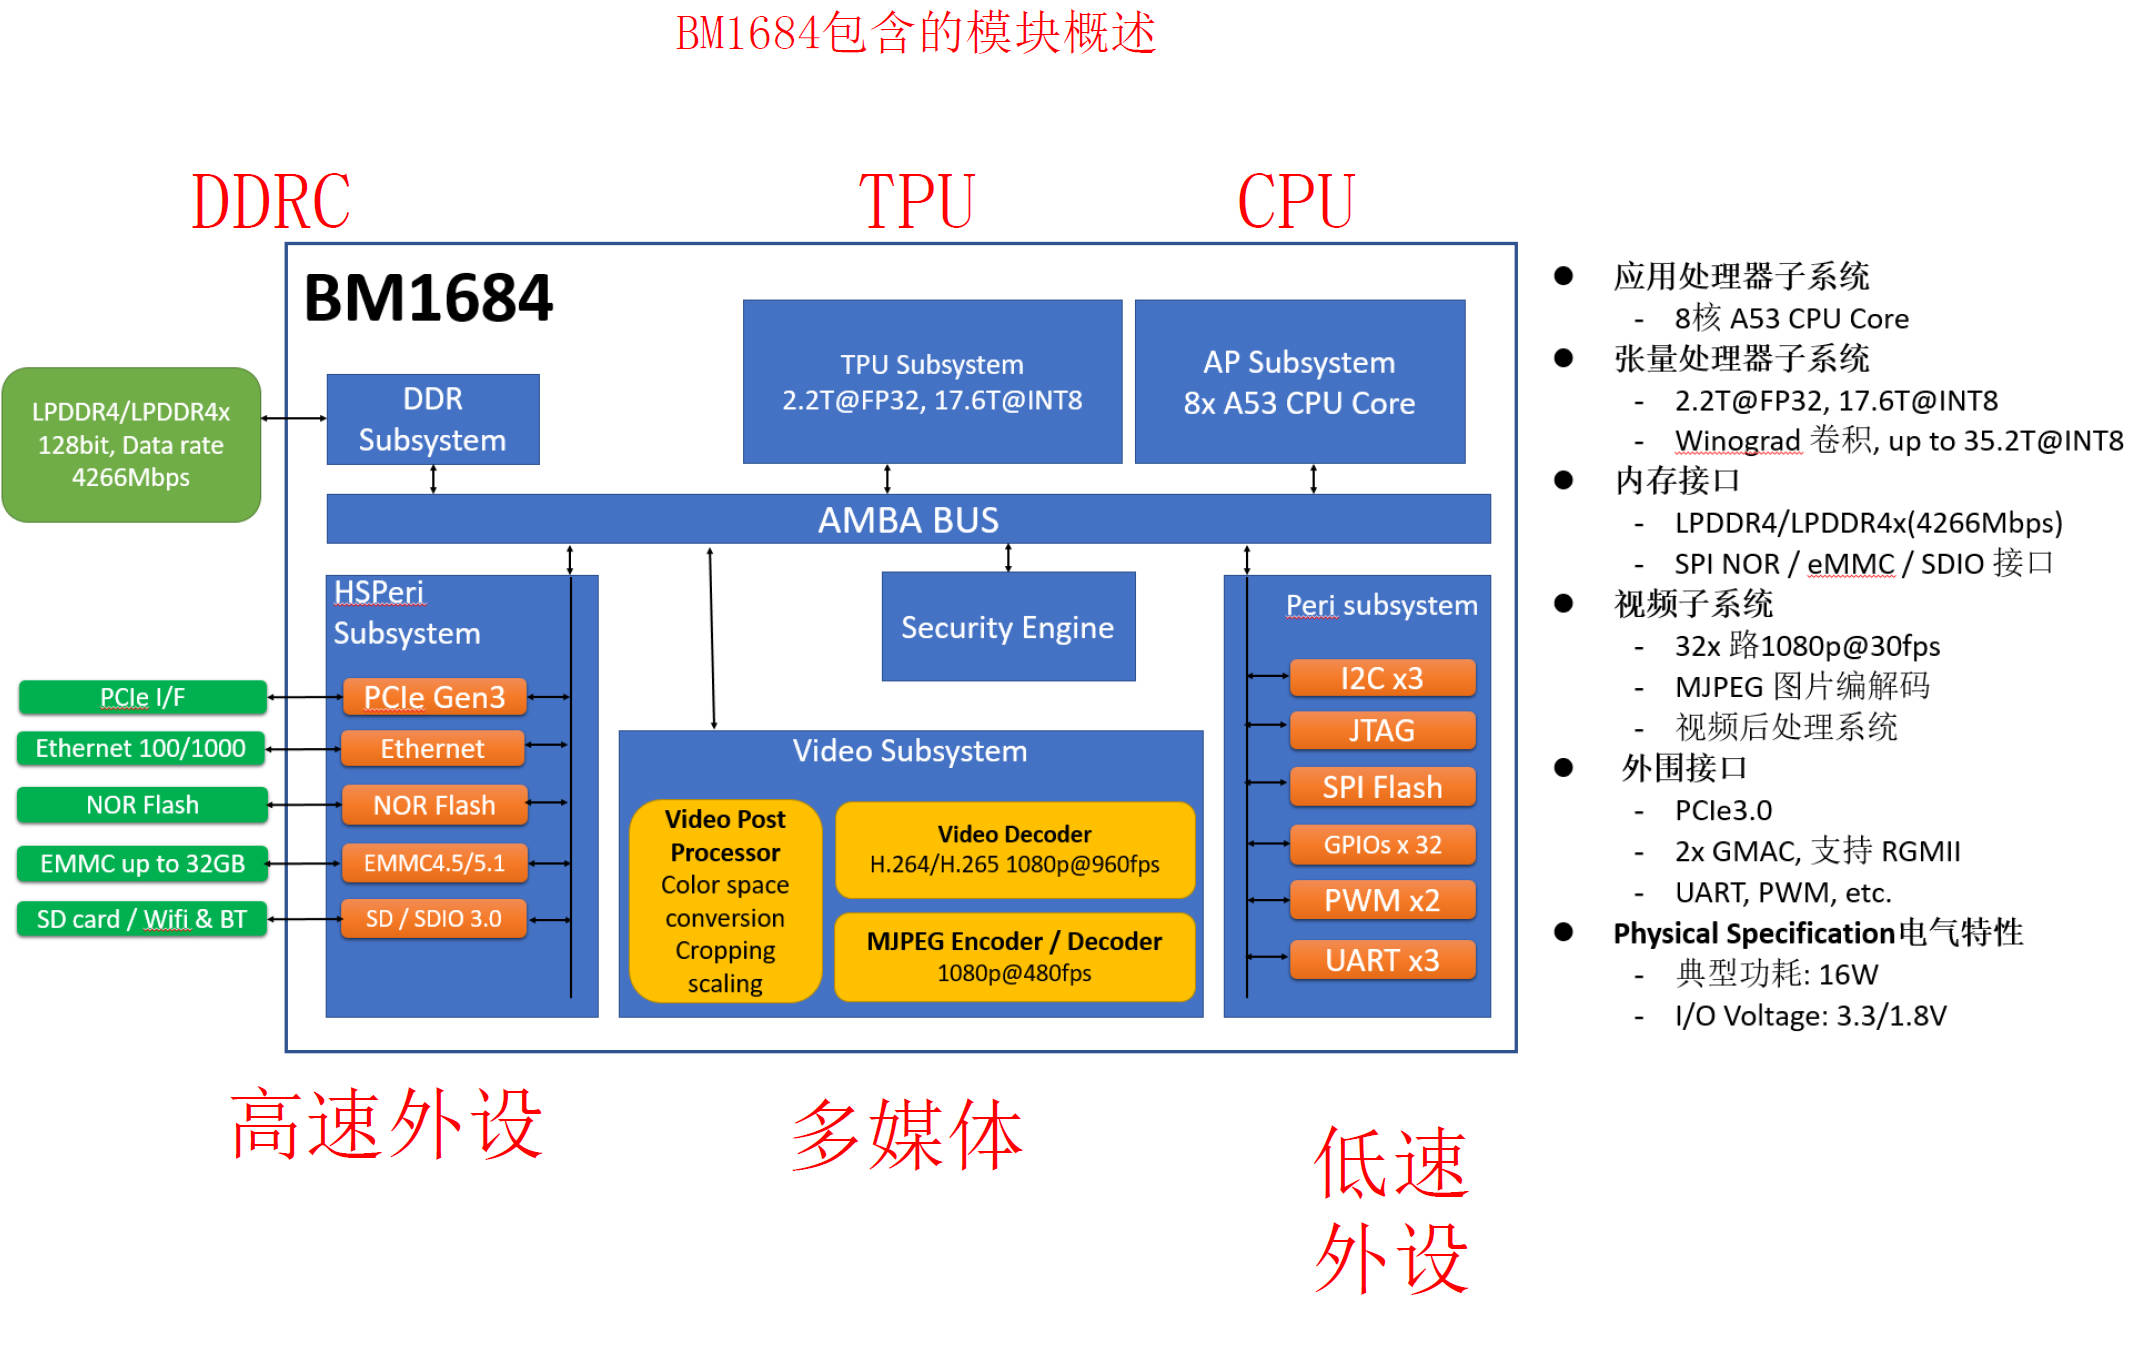 BM1684包含的模块概述
DDRC
TPU
CPU
BM1684
LPDDR4/LPDDR4x
128bit, Data rate
4266Mbps
DDR
Subsystem
TPU Subsystem
2.2T@FP32, 17.6T@INT8
AP Subsystem
8x A53 CPU Core
AMBA BUS
HSPeri
Subsystem
PCIe I/F
PCIe Gen3
Ethernet 100/1000
Ethernet
NOR Flash
NOR Flash
EMMC up to 32GB
EMMC4.5/5.1
SD card / Wifi & BT
SD / SDIO 3.0
Security Engine
Video Subsystem
Video Post
Processor
Color space
conversion
Cropping
scaling
Video Decoder
H.264/H.265 1080p@960fps
MJPEG Encoder / Decoder
1080p@480fps
Peri subsystem
I2C x3
JTAG
SPI Flash
GPIOs x 32
PWM x2
UART x3
● 应用处理器子系统
- 8核 A53 CPU Core
● 张量处理器子系统
- 2.2T@FP32, 17.6T@INT8
- Winograd 卷积, up to 35.2T@INT8
● 内存接口
- LPDDR4/LPDDR4x(4266Mbps)
- SPI NOR / eMMC / SDIO 接口
● 视频子系统
- 32x 路1080p@30fps
- MJPEG 图片编解码
- 视频后处理系统
● 外围接口
- PCIe3.0
- 2x GMAC, 支持 RGMII
- UART, PWM, etc.
● Physical Specification电气特性
- 典型功耗: 16W
- I/O Voltage: 3.3/1.8V
高速外设
多媒体
低速
外设